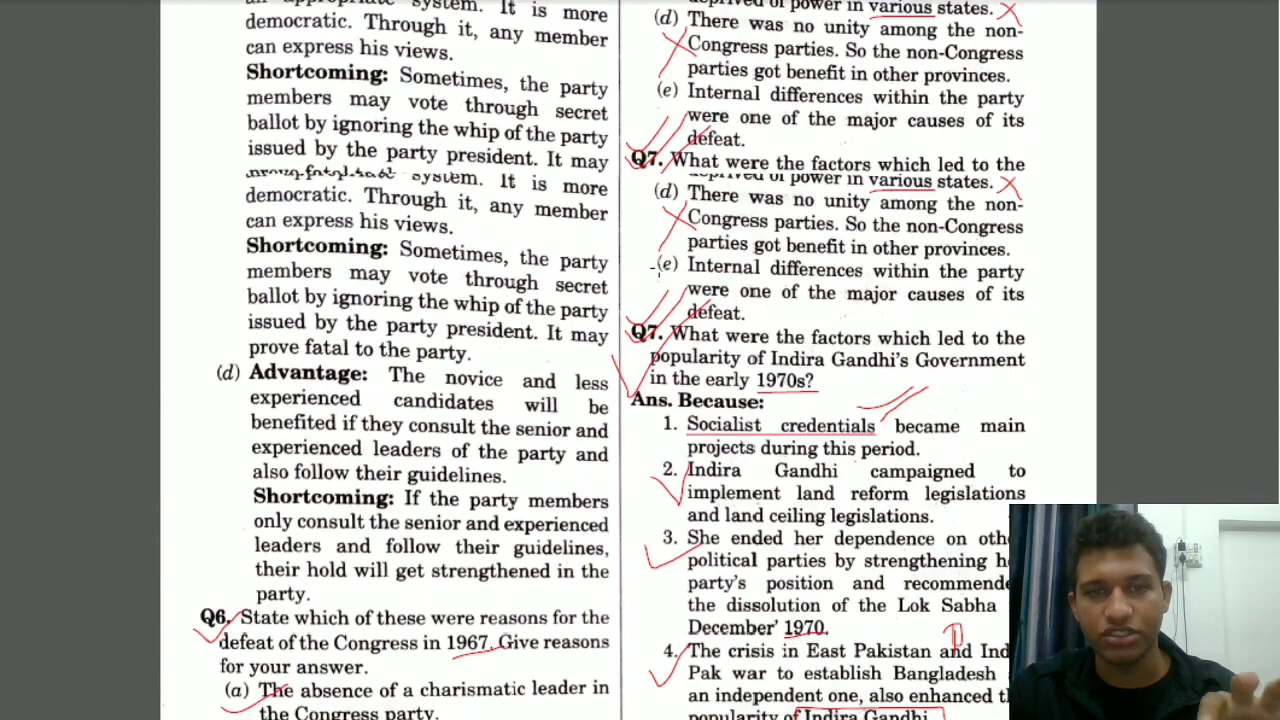 system. It is more
democratic. Through it, any member
can express his views.
Shortcoming: Sometimes, the party
members may vote through secret
ballot by ignoring the whip of the party
issued by the party president. It may
system. It is more
democratic. Through it, any member
can express his views.
Shortcoming: Sometimes, the party
members may vote through secret
ballot by ignoring the whip of the party
issued by the party president. It may
prove fatal to the party.
(d) Advantage: The novice and less
experienced candidates will be
benefited if they consult the senior and
experienced leaders of the party and
also follow their guidelines.
Shortcoming: If the party members
only consult the senior and experienced
leaders and follow their guidelines,
their hold will get strengthened in the
party.
Q6. State which of these were reasons for the
defeat of the Congress in 1967. Give reasons
for your answer.
(a) The absence of a charismatic leader in
the Congress party.
of power in various states.
(d) There was no unity among the non-
Congress parties. So the non-Congress
parties got benefit in other provinces.
(e) Internal differences within the party
were one of the major causes of its
defeat.
Q7. What were the factors which led to the
of power in various states.
(d) There was no unity among the non-
Congress parties. So the non-Congress
parties got benefit in other provinces.
(e) Internal differences within the party
were one of the major causes of its
defeat.
Q7. What were the factors which led to the
popularity of Indira Gandhi's Government
in the early 1970s?
Ans. Because:
1. Socialist credentials became main
projects during this period.
2. Indira Gandhi campaigned to
implement land reform legislations
and land ceiling legislations.
3. She ended her dependence on
political parties by strengthening
party's position and
the dissolution of the Lok Sabha
December' 1970.
4. The crisis in East Pakistan and
Pak war to establish Bangladesh
an independent one, also enhanced
popularity of Indira Gandhi.